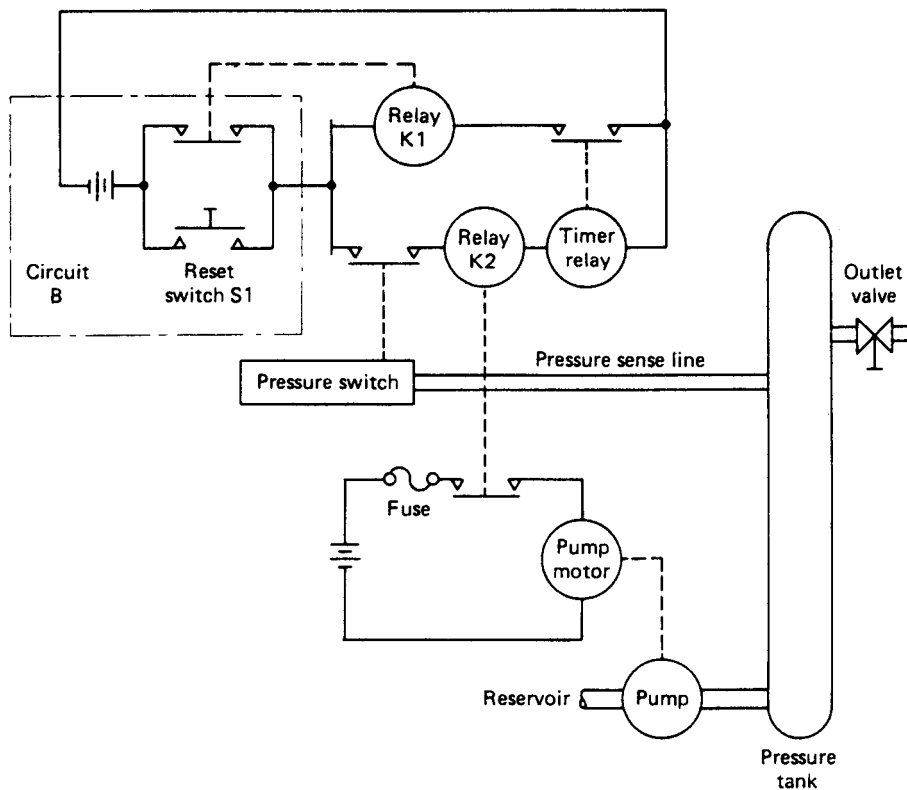 Relay
K1
Relay
K2
Timer
relay
Circuit
B
Reset
switch S1
Outlet
valve
Pressure switch
Pressure sense line
Fuse
Pump
motor
Reservoir
Pump
Pressure
tank